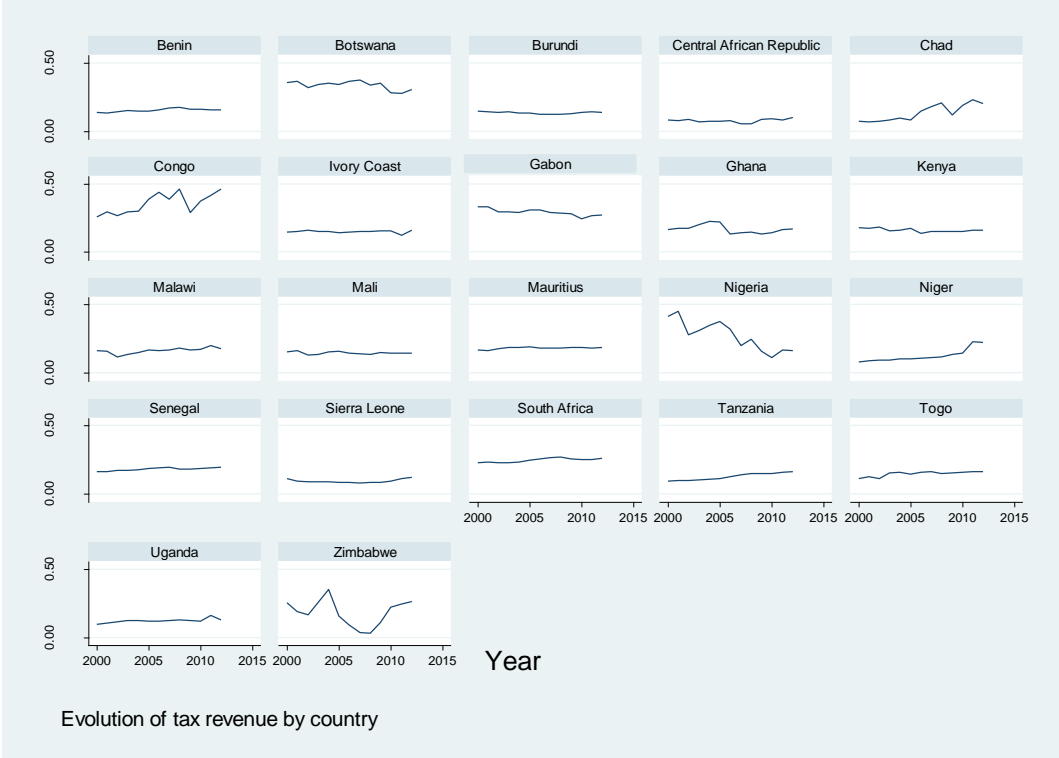 Benin Botswana Burundi Central African Republic Chad
0.50
0.00
Congo Ivory Coast Gabon Ghana Kenya
0.50
0.00
Malawi Mali Mauritius Nigeria Niger
0.50
0.00
Senegal Sierra Leone South Africa Tanzania Togo
0.50
0.00
2000 2005 2010 2015 2000 2005 2010 2015 2000 2005 2010 2015
Uganda Zimbabwe
0.50
0.00
2000 2005 2010 2015 2000 2005 2010 2015
Year
Evolution of tax revenue by country